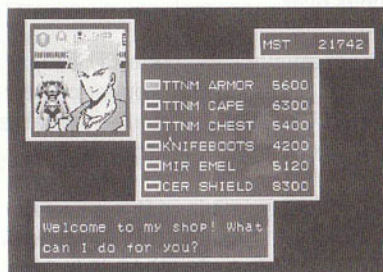 MST 21742
TTNM ARMOR 5600
TTNM CAPE 6300
TTNM CHEST 5400
KNIFEBOOTS 4200
MIR EMEL 5120
CER SHIELD 8300
Welcome to my shop! What
can I do for you?